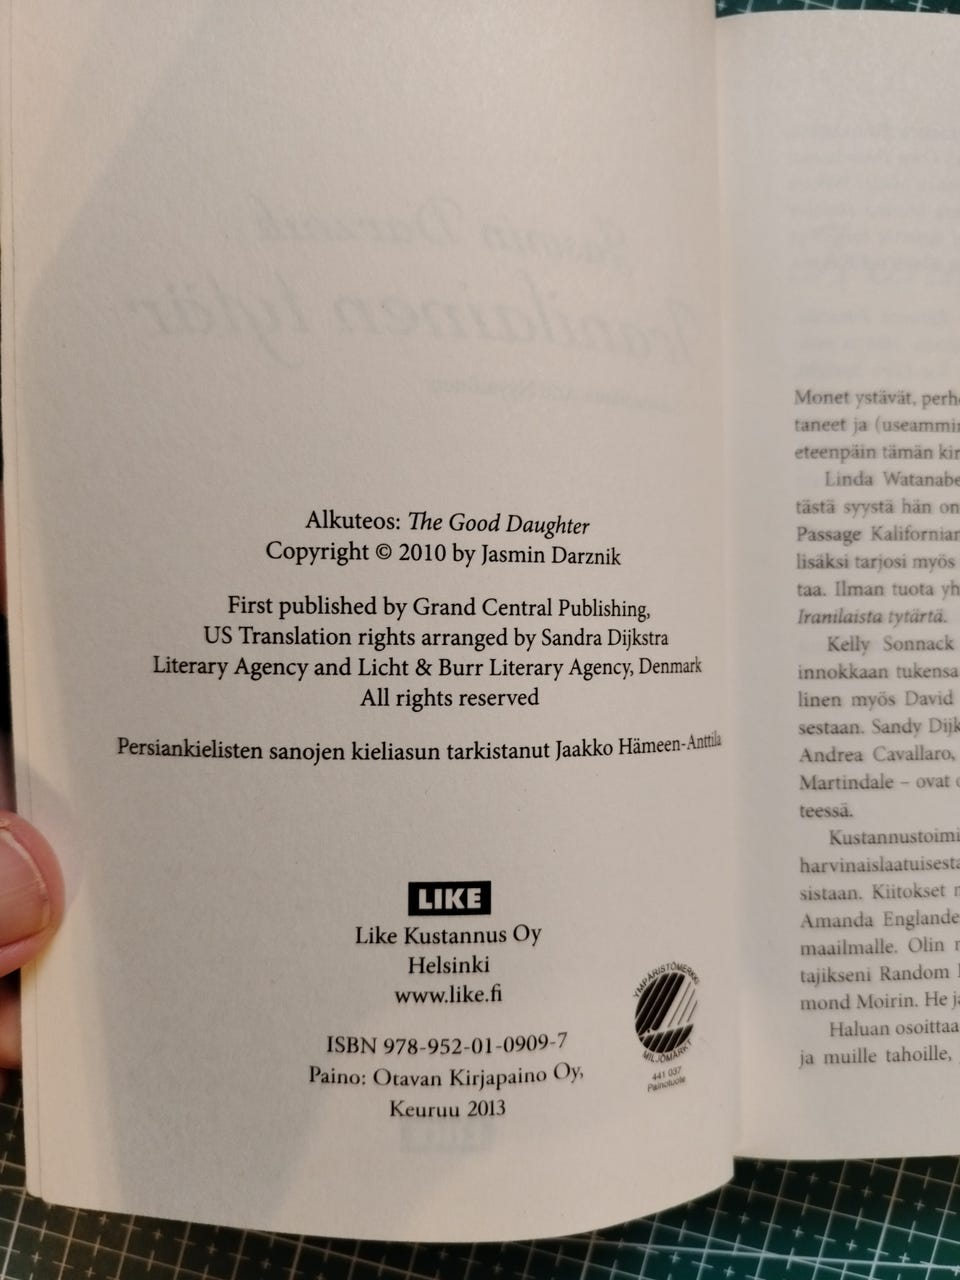 Alkuteos: The Good Daughter
Copyright © 2010 by Jasmin Darznik
First published by Grand Central Publishing,
US Translation rights arranged by Sandra Dijkstra
Literary Agency and Licht & Burr Literary Agency, Denmark
All rights reserved
Persiankielisten sanojen kieliasun tarkistanut Jaakko Hämeen-Anttila
LIKE
Like Kustannus Oy
Helsinki
www.like.fi
ISBN 978-952-01-0909-7
Paino: Otavan Kirjapaino Oy,
Keuruu 2013
YMPÄRISTÖMERKKI
MILJÖMÄRKT
441 037
Painotuote
Monet ystävät, perh
taneet ja (useammin
eteenpäin tämän kir
Linda Watanabe
tästä syystä hän on
Passage Kalifornian
lisäksi tarjosi myös
taa. Ilman tuota yh
Iranilaista tytärtä.
Kelly Sonnack
innokkaan tukensa
linen myös David
sestaan. Sandy Dijk
Andrea Cavallaro,
Martindale – ovat
teessä.
Kustannustoimi
harvinaislaatuisesta
sistaan. Kiitokset
Amanda Englande
maailmalle. Olin
tajikseni Random
mond Moirin. He
Haluan osoittaa
ja muille tahoille,